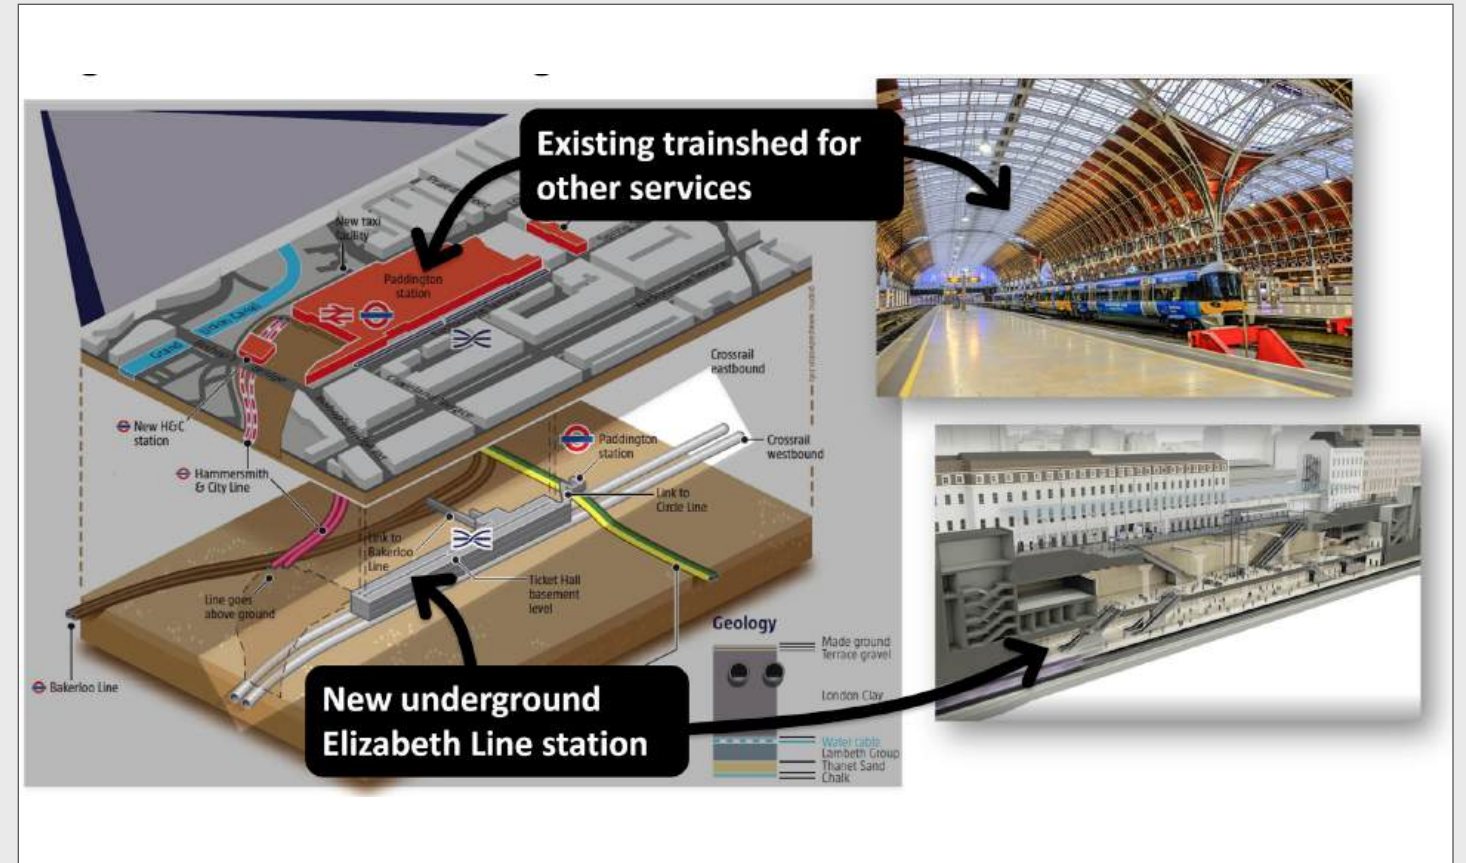 Existing trainshed for
other services
New taxi
facility
Paddington
station
Grand
Union Canal
Crossrail
eastbound
New H&C
station
Hammersmith
& City Line
Paddington
station
Crossrail
westbound
Link to
Circle Line
Link to
Bakerloo
Line
Ticket Hall
basement
level
Line goes
above ground
Bakerloo Line
New underground
Elizabeth Line station
Geology
Made ground
Terrace gravel
London Clay
Water table
Lambeth Group
Thanet Sand
Chalk